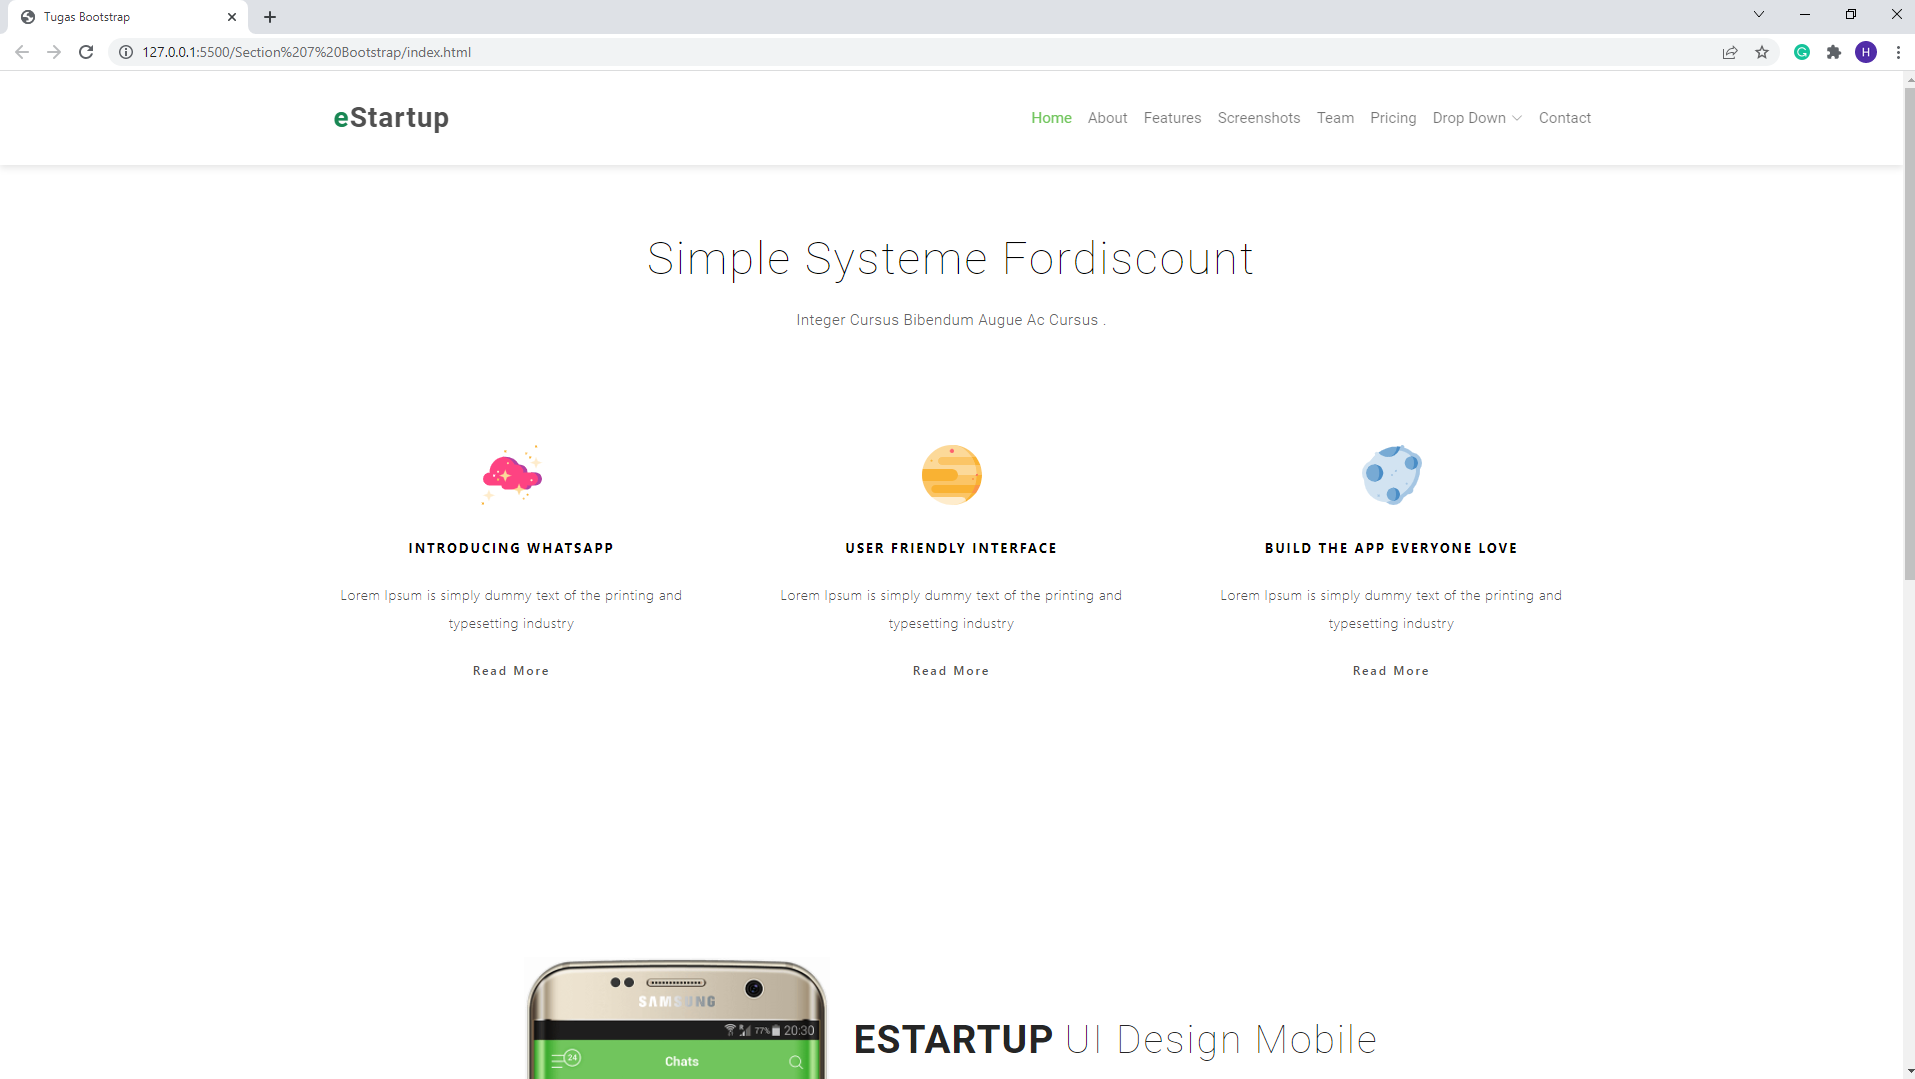 Tugas Bootstrap
127.0.0.1:5500/Section%207%20Bootstrap/index.html
H
eStartup
Home About Features Screenshots Team Pricing Drop Down Contact
Simple Systeme Fordiscount
Integer Cursus Bibendum Augue Ac Cursus .
INTRODUCING WHATSAPP
Lorem Ipsum is simply dummy text of the printing and
typesetting industry
Read More
USER FRIENDLY INTERFACE
Lorem Ipsum is simply dummy text of the printing and
typesetting industry
Read More
BUILD THE APP EVERYONE LOVE
Lorem Ipsum is simply dummy text of the printing and
typesetting industry
Read More
SAMSUNG
77% 20:30
24 Chats
ESTARTUP UI Design Mobile